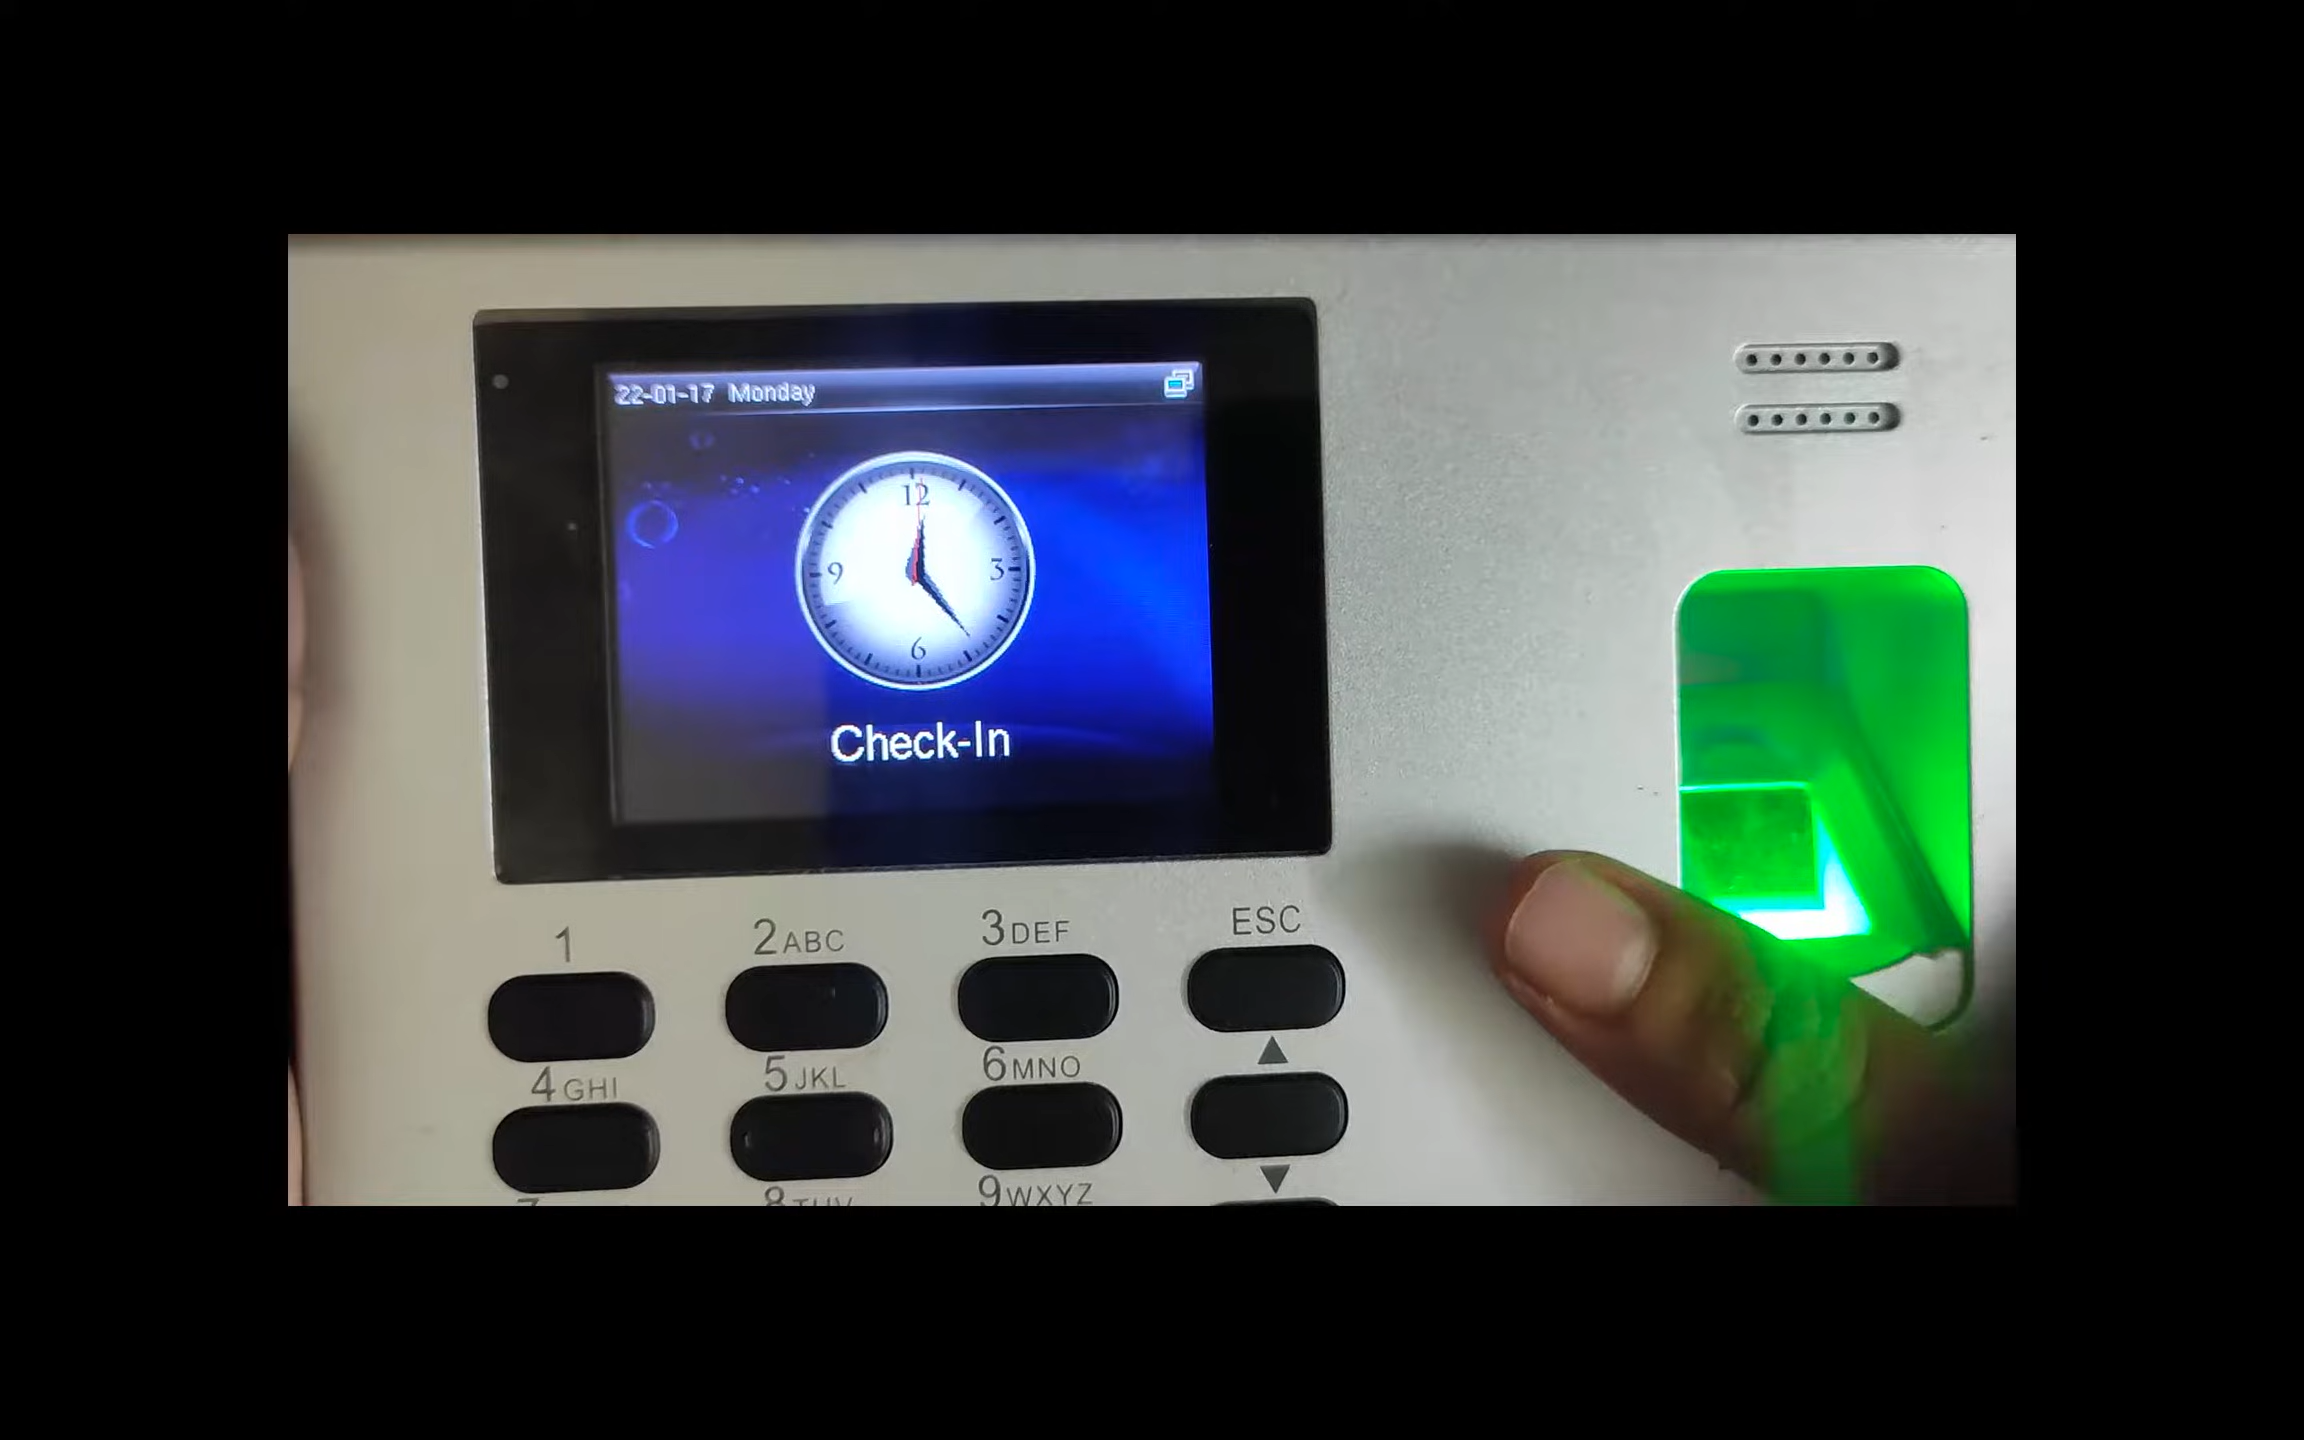 22-01-17 Monday
12
9 3
6
Check-In
1 2ABC 3DEF ESC
4GHI 5JKL 6MNO
9WXYZ